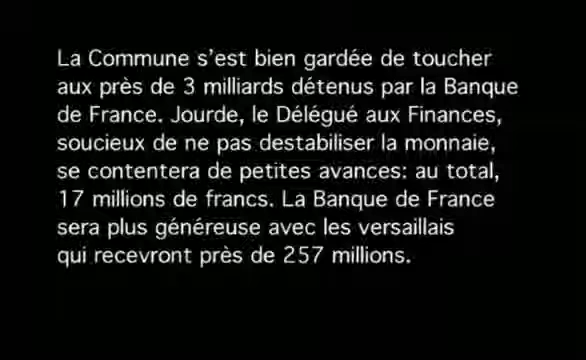 La Commune s'est bien gardée de toucher
aux près de 3 milliards détenus par la Banque
de France. Jourde, le Délégué aux Finances,
soucieux de ne pas destabiliser la monnaie,
se contentera de petites avances: au total,
17 millions de francs. La Banque de France
sera plus généreuse avec les versaillais
qui recevront près de 257 millions.